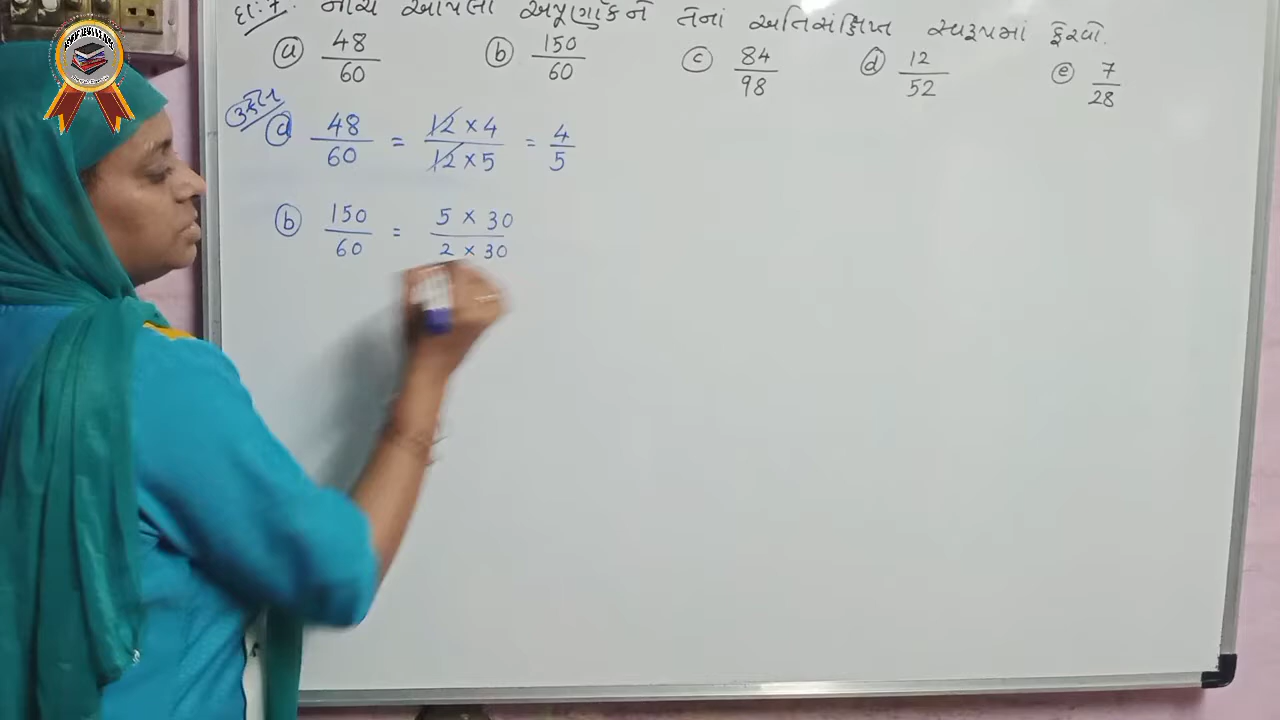 દા:7. નીચે આપેલા અપૂર્ણાંકને તેનાં અતિસંક્ષિપ્ત સ્વરૂપમાં ફેરવો.
ⓐ 48/60 ⓑ 150/60 ⓒ 84/98 ⓓ 12/52 ⓔ 7/28
ઉકેલ
ⓐ 48/60 = 12 × 4/12 × 5 = 4/5
ⓑ 150/60 = 5 × 30/2 × 30